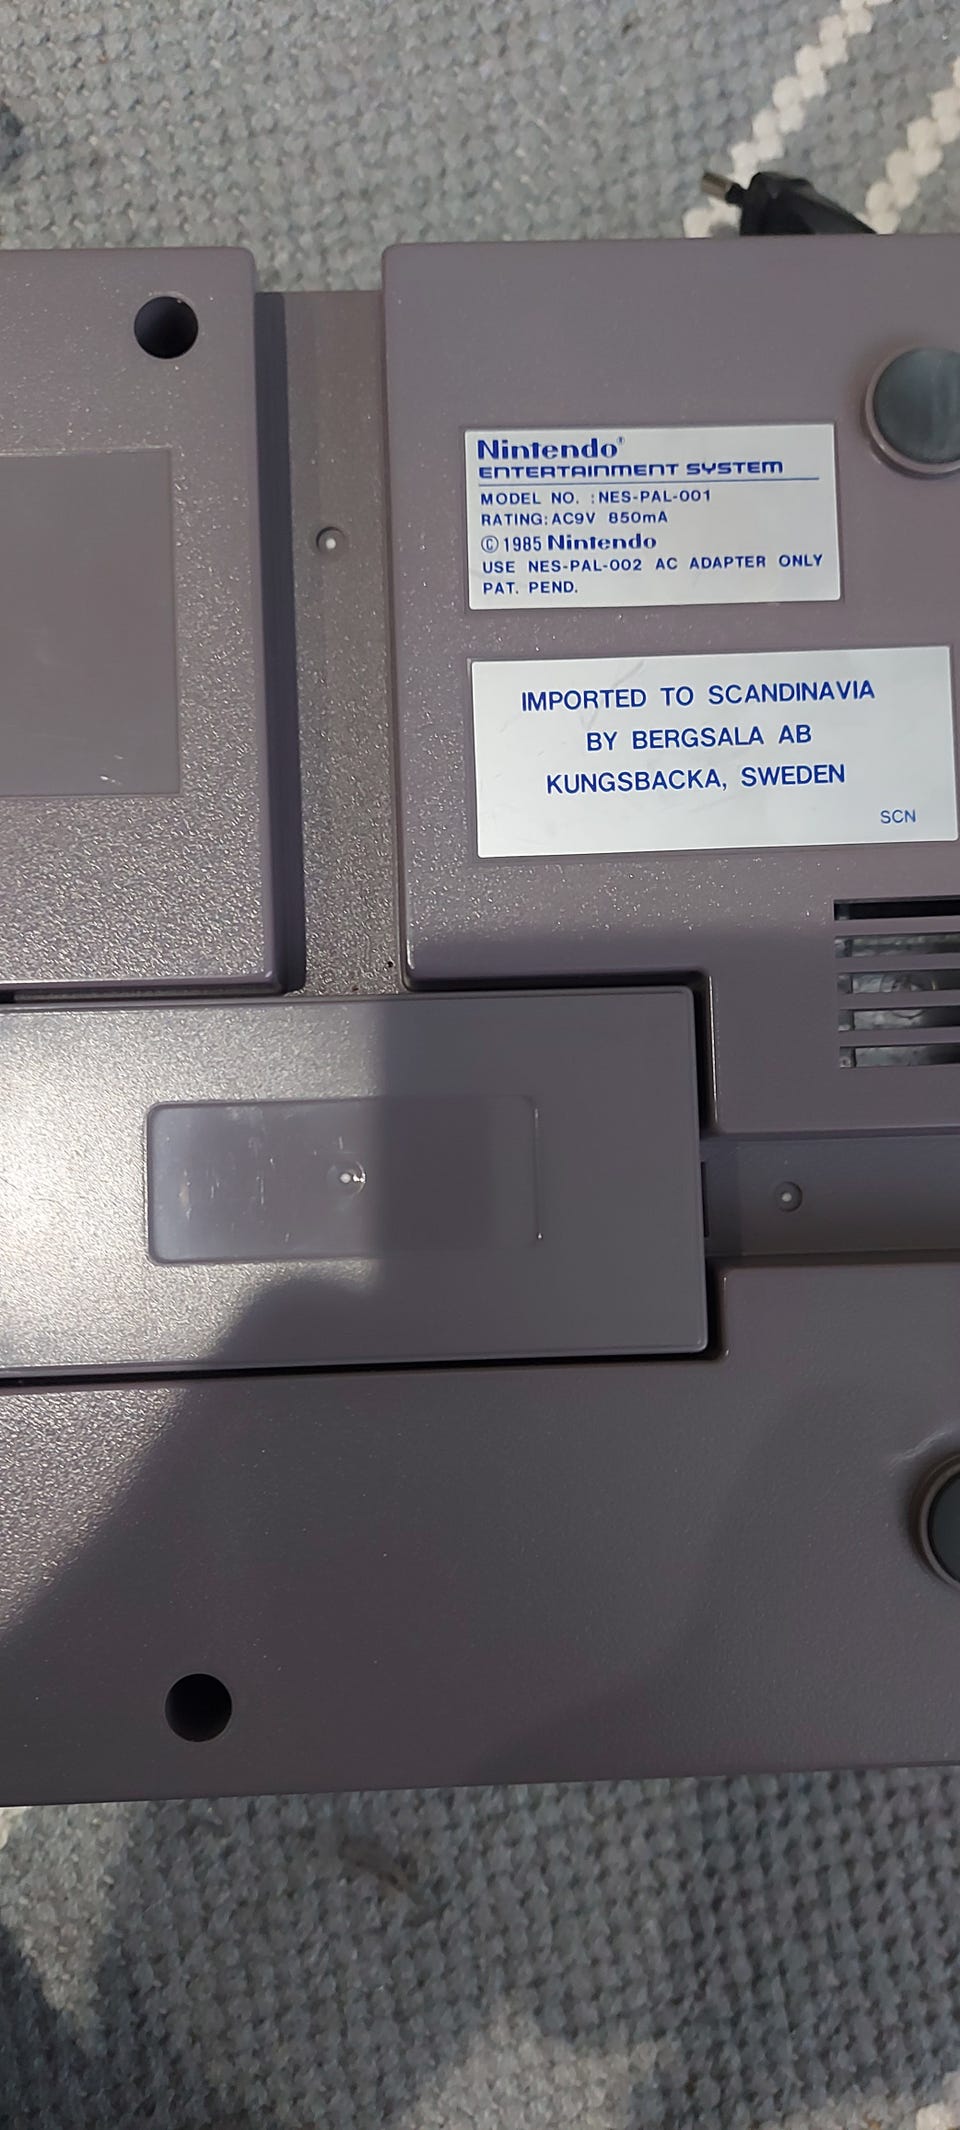 Nintendo®
ENTERTAINMENT SYSTEM
MODEL NO. :NES-PAL-001
RATING:AC9V 850mA
© 1985 Nintendo
USE NES-PAL-002 AC ADAPTER ONLY
PAT. PEND.
IMPORTED TO SCANDINAVIA
BY BERGSALA AB
KUNGSBACKA, SWEDEN
SCN